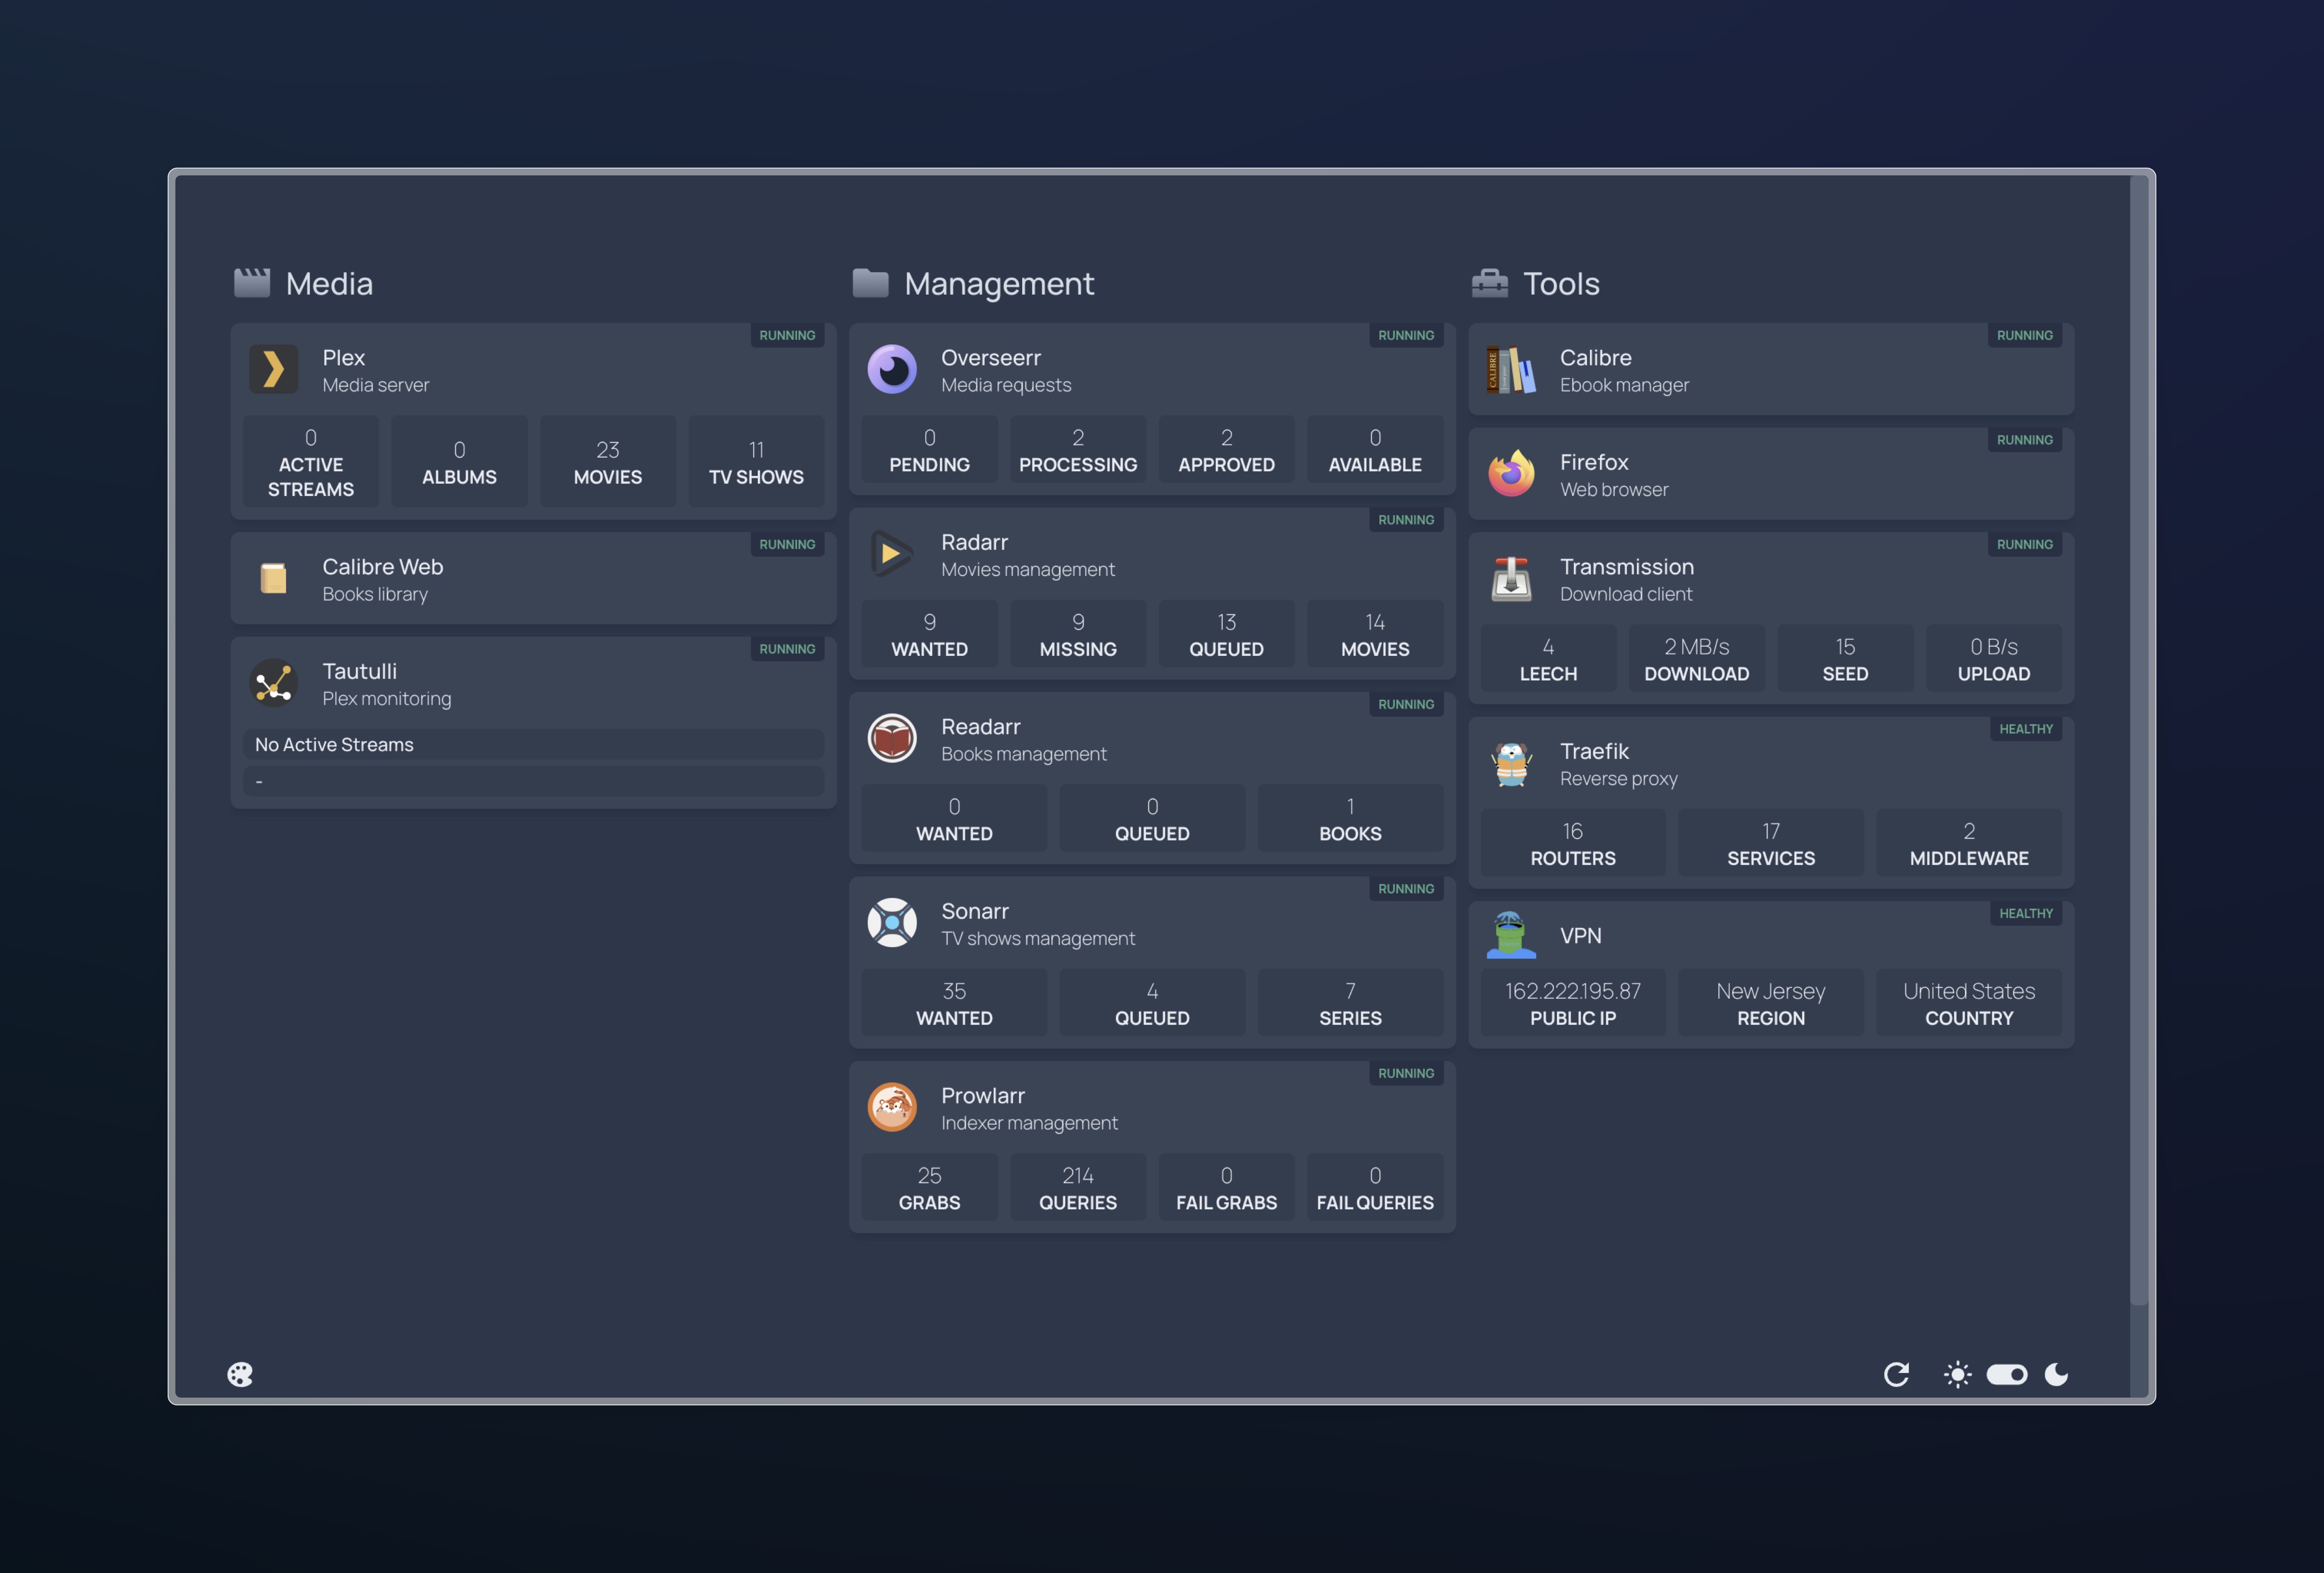 Media
RUNNING
Plex
Media server
0
ACTIVE
STREAMS
0
ALBUMS
23
MOVIES
11
TV SHOWS
RUNNING
Calibre Web
Books library
RUNNING
Tautulli
Plex monitoring
No Active Streams
-
Management
RUNNING
Overseerr
Media requests
0
PENDING
2
PROCESSING
2
APPROVED
0
AVAILABLE
RUNNING
Radarr
Movies management
9
WANTED
9
MISSING
13
QUEUED
14
MOVIES
RUNNING
Readarr
Books management
0
WANTED
0
QUEUED
1
BOOKS
RUNNING
Sonarr
TV shows management
35
WANTED
4
QUEUED
7
SERIES
RUNNING
Prowlarr
Indexer management
25
GRABS
214
QUERIES
0
FAIL GRABS
0
FAIL QUERIES
Tools
RUNNING
CALIBRE
Calibre
Ebook manager
RUNNING
Firefox
Web browser
RUNNING
Transmission
Download client
4
LEECH
2 MB/s
DOWNLOAD
15
SEED
0 B/s
UPLOAD
HEALTHY
Traefik
Reverse proxy
16
ROUTERS
17
SERVICES
2
MIDDLEWARE
HEALTHY
VPN
162.222.195.87
PUBLIC IP
New Jersey
REGION
United States
COUNTRY